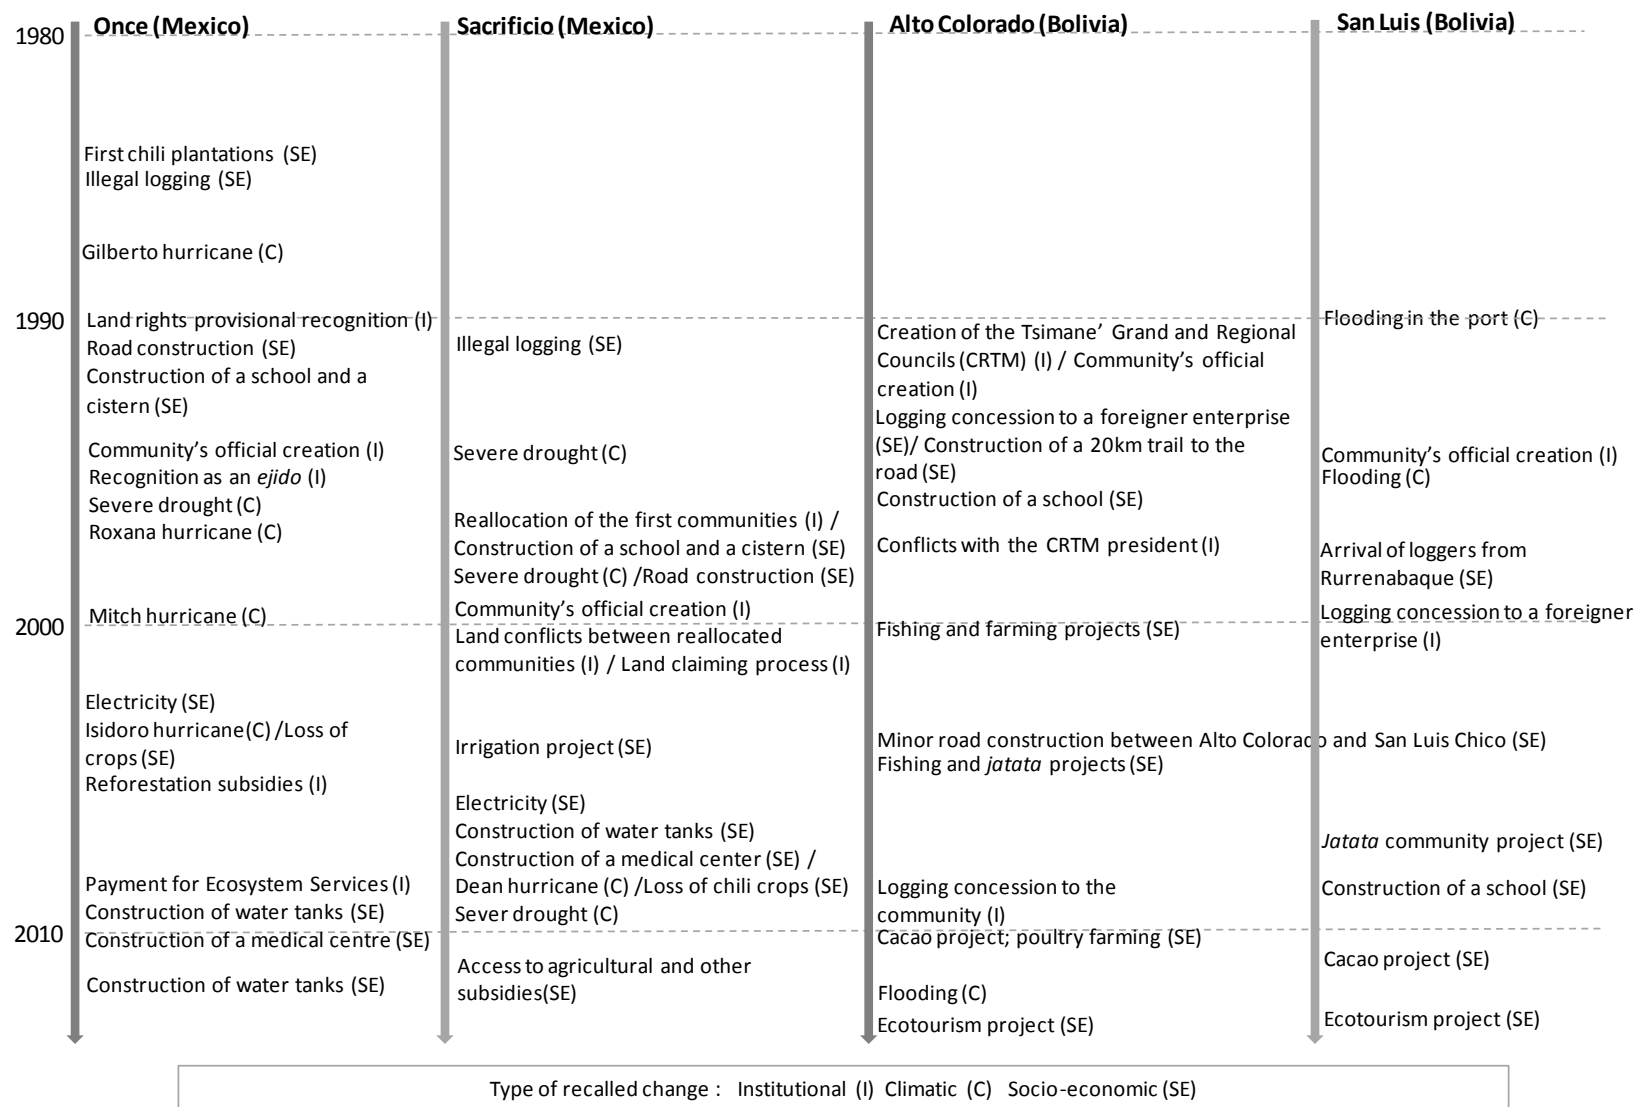 Once (Mexico)
Sacrificio (Mexico)
Alto Colorado (Bolivia)
San Luis (Bolivia)
1980
1990
2000
2010
First chili plantations (SE)
Illegal logging (SE)
Gilberto hurricane (C)
Land rights provisional recognition (I)
Road construction (SE)
Construction of a school and a
cistern (SE)
Community's official creation (I)
Recognition as an ejido (I)
Severe drought (C)
Roxana hurricane (C)
Mitch hurricane (C)
Electricity (SE)
Isidoro hurricane(C) /Loss of
crops (SE)
Reforestation subsidies (I)
Payment for Ecosystem Services (I)
Construction of water tanks (SE)
Construction of a medical centre (SE)
Construction of water tanks (SE)
Illegal logging (SE)
Severe drought (C)
Reallocation of the first communities (I) /
Construction of a school and a cistern (SE)
Severe drought (C) /Road construction (SE)
Community's official creation (I)
Land conflicts between reallocated
communities (I) / Land claiming process (I)
Irrigation project (SE)
Electricity (SE)
Construction of water tanks (SE)
Construction of a medical center (SE) /
Dean hurricane (C) /Loss of chili crops (SE)
Sever drought (C)
Access to agricultural and other
subsidies(SE)
Creation of the Tsimane' Grand and Regional
Councils (CRTM) (I) / Community's official
creation (I)
Logging concession to a foreigner enterprise
(SE)/ Construction of a 20km trail to the
road (SE)
Construction of a school (SE)
Conflicts with the CRTM president (I)
Fishing and farming projects (SE)
Minor road construction between Alto Colorado and San Luis Chico (SE)
Fishing and jatata projects (SE)
Logging concession to the
community (I)
Cacao project; poultry farming (SE)
Flooding (C)
Ecotourism project (SE)
Flooding in the port (C)
Community's official creation (I)
Flooding (C)
Arrival of loggers from
Rurrenabaque (SE)
Logging concession to a foreigner
enterprise (I)
Jatata community project (SE)
Construction of a school (SE)
Cacao project (SE)
Ecotourism project (SE)
Type of recalled change : Institutional (I) Climatic (C) Socio-economic (SE)